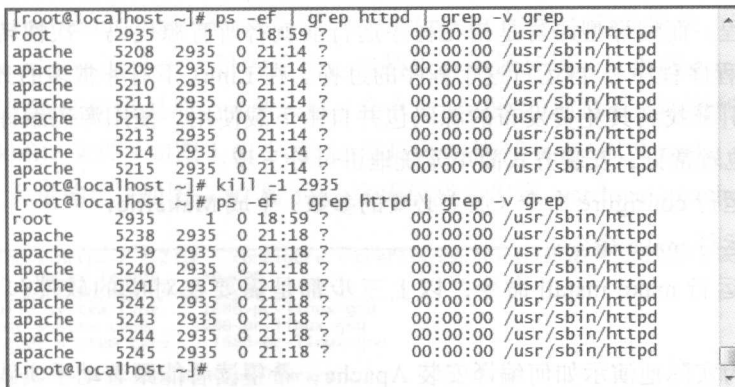 [root@localhost ~]# ps -ef | grep httpd | grep -v grep
root 2935 1 0 18:59 ? 00:00:00 /usr/sbin/httpd
apache 5208 2935 0 21:14 ? 00:00:00 /usr/sbin/httpd
apache 5209 2935 0 21:14 ? 00:00:00 /usr/sbin/httpd
apache 5210 2935 0 21:14 ? 00:00:00 /usr/sbin/httpd
apache 5211 2935 0 21:14 ? 00:00:00 /usr/sbin/httpd
apache 5212 2935 0 21:14 ? 00:00:00 /usr/sbin/httpd
apache 5213 2935 0 21:14 ? 00:00:00 /usr/sbin/httpd
apache 5214 2935 0 21:14 ? 00:00:00 /usr/sbin/httpd
apache 5215 2935 0 21:14 ? 00:00:00 /usr/sbin/httpd
[root@localhost ~]# kill -1 2935
[root@localhost ~]# ps -ef | grep httpd | grep -v grep
root 2935 1 0 18:59 ? 00:00:00 /usr/sbin/httpd
apache 5238 2935 0 21:18 ? 00:00:00 /usr/sbin/httpd
apache 5239 2935 0 21:18 ? 00:00:00 /usr/sbin/httpd
apache 5240 2935 0 21:18 ? 00:00:00 /usr/sbin/httpd
apache 5241 2935 0 21:18 ? 00:00:00 /usr/sbin/httpd
apache 5242 2935 0 21:18 ? 00:00:00 /usr/sbin/httpd
apache 5243 2935 0 21:18 ? 00:00:00 /usr/sbin/httpd
apache 5244 2935 0 21:18 ? 00:00:00 /usr/sbin/httpd
apache 5245 2935 0 21:18 ? 00:00:00 /usr/sbin/httpd
[root@localhost ~]#